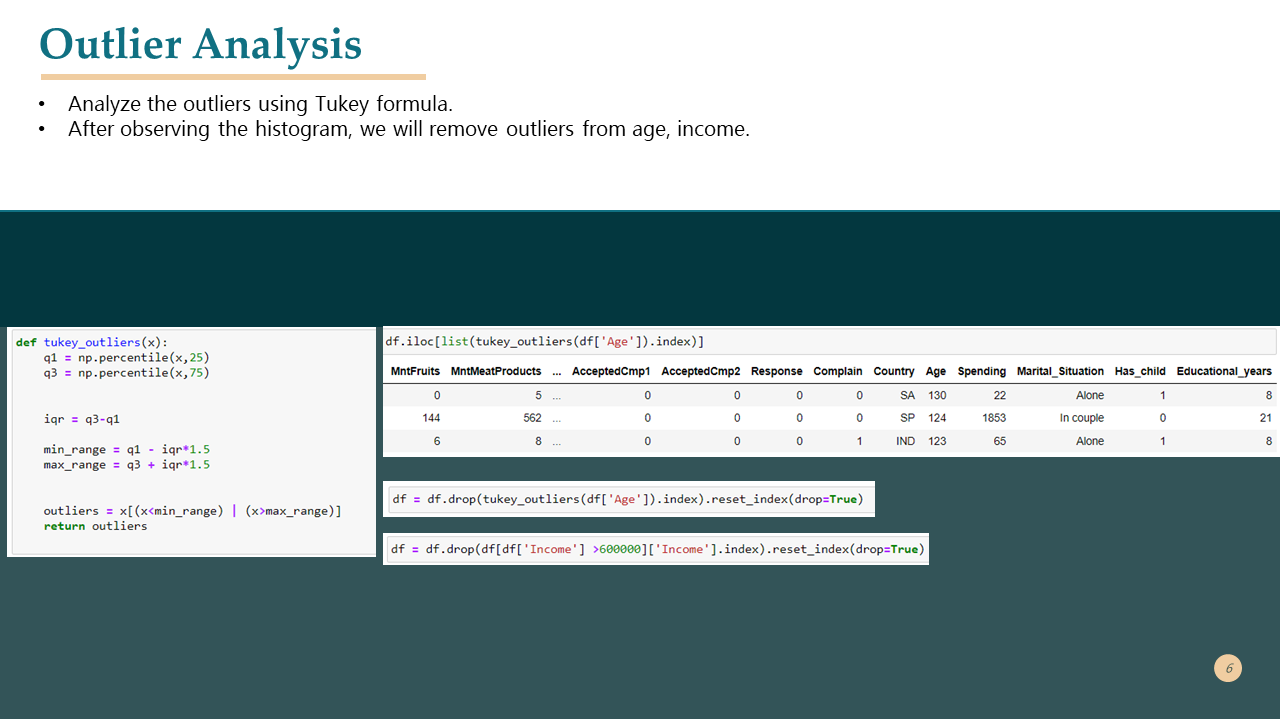 Outlier Analysis
• Analyze the outliers using Tukey formula.
• After observing the histogram, we will remove outliers from age, income.
def tukey_outliers(x):
q1 = np.percentile(x,25)
q3 = np.percentile(x,75)
iqr = q3-q1
min_range = q1 - iqr*1.5
max_range = q3 + iqr*1.5
outliers = x[(x<min_range) | (x>max_range)]
return outliers
df.iloc[list(tukey_outliers(df['Age']).index)]
MntFruits MntMeatProducts ... AcceptedCmp1 AcceptedCmp2 Response Complain Country Age Spending Marital_Situation Has_child Educational_years
0 5 ... 0 0 0 0 SA 130 22 Alone 1 8
144 562 ... 0 0 0 0 SP 124 1853 In couple 0 21
6 8 ... 0 0 0 1 IND 123 65 Alone 1 8
df = df.drop(tukey_outliers(df['Age']).index).reset_index(drop=True)
df = df.drop(df[df['Income'] >600000]['Income'].index).reset_index(drop=True)
6